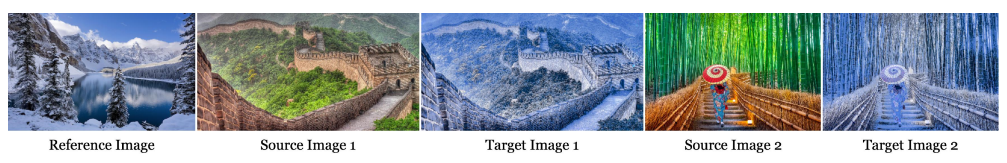 Reference Image
Source Image 1
Target Image 1
Source Image 2
Target Image 2